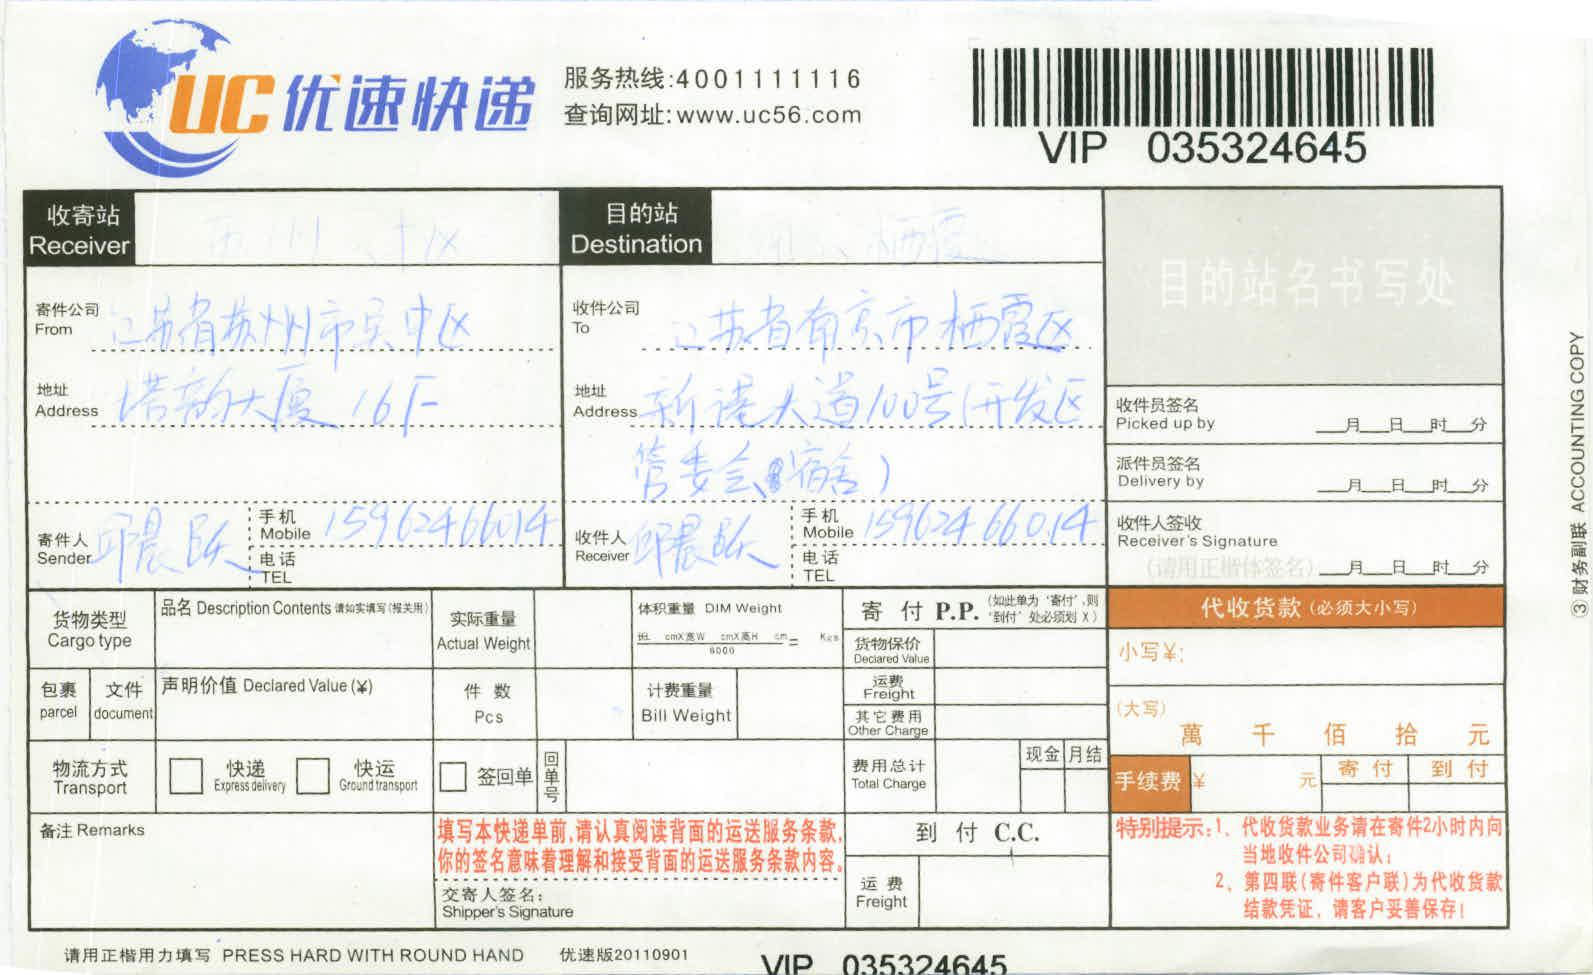 UC 优速快递
服务热线:4001111116
查询网址:www.uc56.com
VIP 035324645
收寄站
Receiver
目的站
Destination
栖霞
目的站名书写处
寄件公司
From
江苏省苏州市吴中区
收件公司
To
江苏省南京市栖霞区
地址
Address
塔韵大厦 16F
地址
Address
新港大道100号(开发区
管委会 宿舍)
寄件人
Sender
邱晨跃
手机
Mobile
15962466014
电话
TEL
收件人
Receiver
邱晨跃
手机
Mobile
15962466014
电话
TEL
收件员签名
Picked up by
月 日 时 分
派件员签名
Delivery by
月 日 时 分
收件人签收
Receiver's Signature
(请用正楷体签名)
月 日 时 分
③ 财务副联 ACCOUNTING COPY
货物类型
Cargo type
品名 Description Contents 请如实填写(报关用)
实际重量
Actual Weight
体积重量 DIM Weight
cmX宽W cmX高H cm = Kgs
6000
寄 付 P.P. (如此单为'寄付',则
'到付'处必须划 X)
货物保价
Declared Value
运费
Freight
其它费用
Other Charge
代收货款(必须大小写)
小写¥:
(大写)
萬 千 佰 拾 元
包裹
parcel
文件
document
声明价值 Declared Value (¥)
件 数
Pcs
计费重量
Bill Weight
物流方式
Transport
快递
Express delivery
快运
Ground transport
签回单
回单号
费用总计
Total Charge
现金
月结
手续费
¥ 元
寄 付
到 付
备注 Remarks
填写本快递单前,请认真阅读背面的运送服务条款,
你的签名意味着理解和接受背面的运送服务条款内容。
交寄人签名:
Shipper's Signature
到 付 C.C.
运 费
Freight
特别提示:1、代收货款业务请在寄件2小时内向
当地收件公司确认;
2、第四联(寄件客户联)为代收货款
结款凭证,请客户妥善保存!
请用正楷用力填写 PRESS HARD WITH ROUND HAND
优速版20110901
VIP 035324645